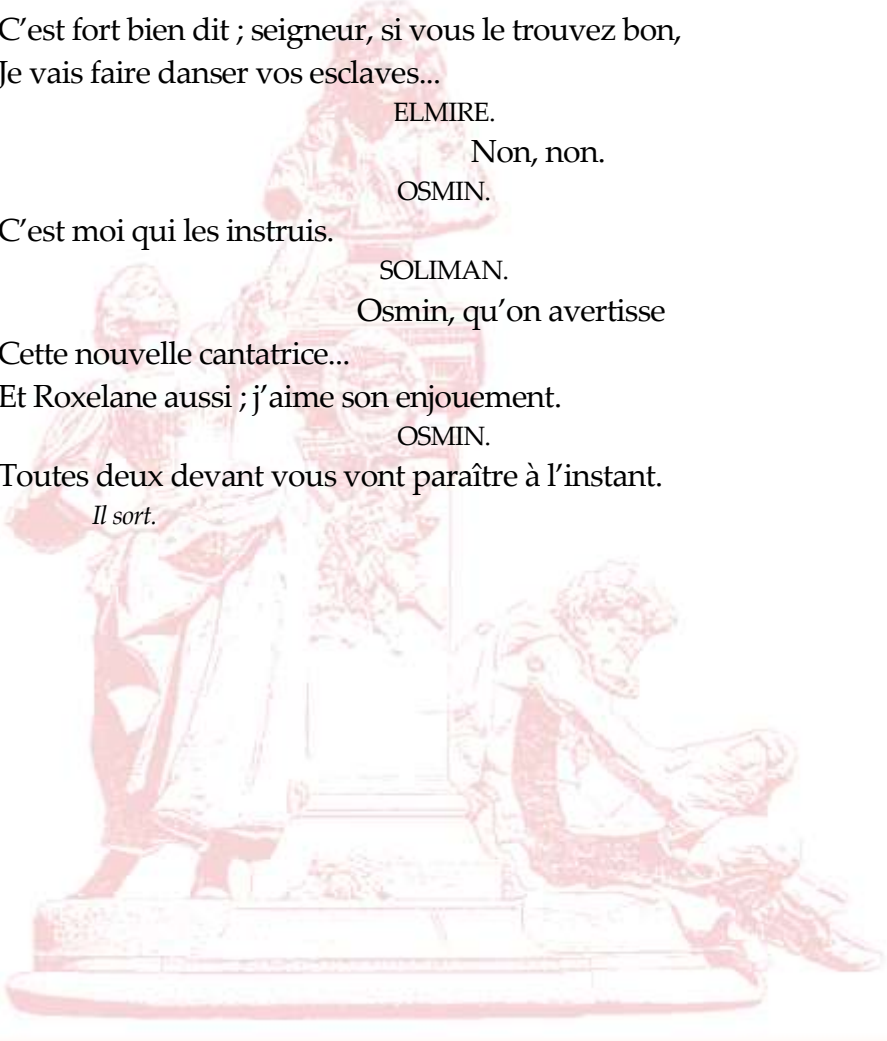 C’est fort bien dit ; seigneur, si vous le trouvez bon,
Je vais faire danser vos esclaves...
ELMIRE.
Non, non.
OSMIN.
C’est moi qui les instruis.
SOLIMAN.
Osmin, qu’on avertisse
Cette nouvelle cantatrice...
Et Roxelane aussi ; j’aime son enjouement.
OSMIN.
Toutes deux devant vous vont paraître à l’instant.
Il sort.